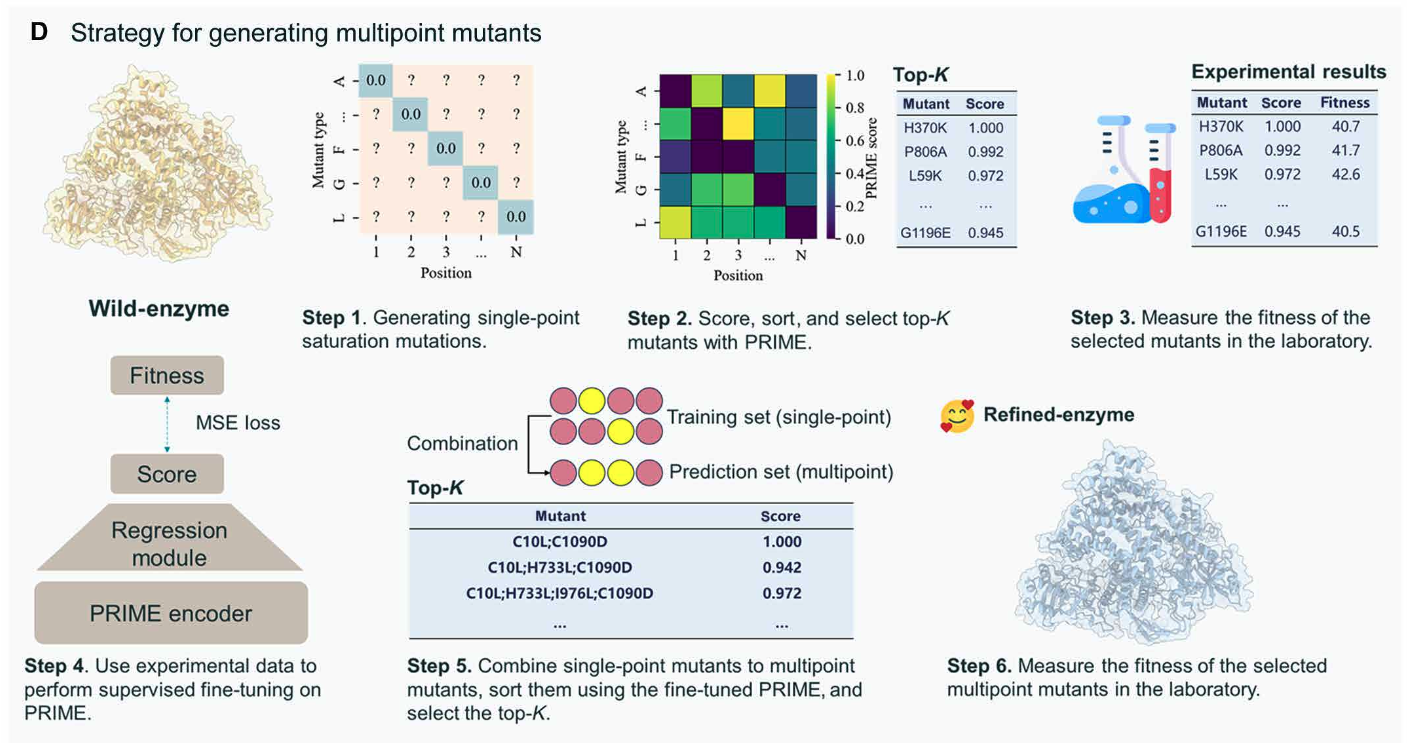 D Strategy for generating multipoint mutants
Mutant type
A
...
F
G
L
0.0 ? ? ? ?
? 0.0 ? ? ?
? ? 0.0 ? ?
? ? ? 0.0 ?
? ? ? ? 0.0
1 2 3 ... N
Position
Mutant type
A
...
F
G
L
1 2 3 ... N
Position
1.0
0.8
0.6
0.4
0.2
0.0
PRIME score
Top-K
Mutant Score
H370K 1.000
P806A 0.992
L59K 0.972
... ...
G1196E 0.945
Experimental results
Mutant Score Fitness
H370K 1.000 40.7
P806A 0.992 41.7
L59K 0.972 42.6
... ...
G1196E 0.945 40.5
Wild-enzyme
Step 1. Generating single-point
saturation mutations.
Step 2. Score, sort, and select top-K
mutants with PRIME.
Step 3. Measure the fitness of the
selected mutants in the laboratory.
Fitness
MSE loss
Score
Regression
module
PRIME encoder
Step 4. Use experimental data to
perform supervised fine-tuning on
PRIME.
Combination
Training set (single-point)
Prediction set (multipoint)
Top-K
Mutant Score
C10L;C1090D 1.000
C10L;H733L;C1090D 0.942
C10L;H733L;I976L;C1090D 0.972
... ...
Step 5. Combine single-point mutants to multipoint
mutants, sort them using the fine-tuned PRIME, and
select the top-K.
Refined-enzyme
Step 6. Measure the fitness of the selected
multipoint mutants in the laboratory.